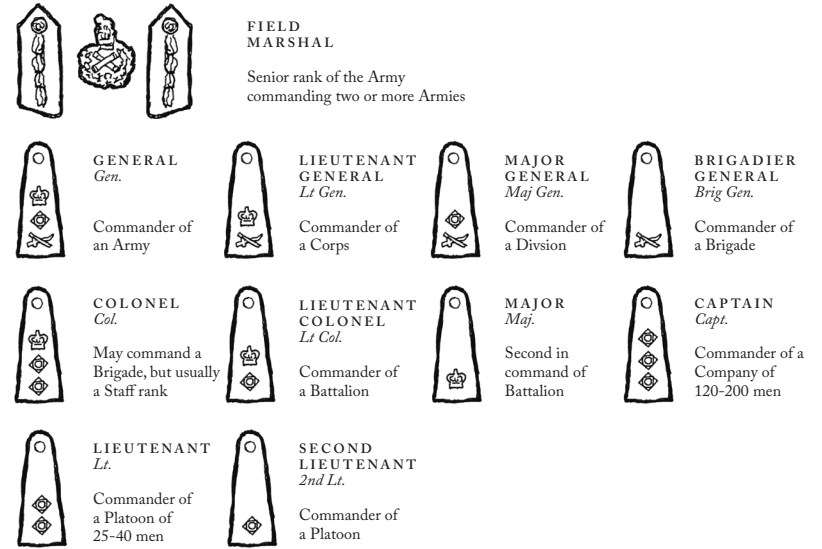 FIELD
MARSHAL
Senior rank of the Army
commanding two or more Armies
GENERAL
Gen.
Commander of
an Army
LIEUTENANT
GENERAL
Lt Gen.
Commander of
a Corps
MAJOR
GENERAL
Maj Gen.
Commander of
a Divsion
BRIGADIER
GENERAL
Brig Gen.
Commander of
a Brigade
COLONEL
Col.
May command a
Brigade, but usually
a Staff rank
LIEUTENANT
COLONEL
Lt Col.
Commander of
a Battalion
MAJOR
Maj.
Second in
command of
Battalion
CAPTAIN
Capt.
Commander of a
Company of
120-200 men
LIEUTENANT
Lt.
Commander of
a Platoon of
25-40 men
SECOND
LIEUTENANT
2nd Lt.
Commander of
a Platoon